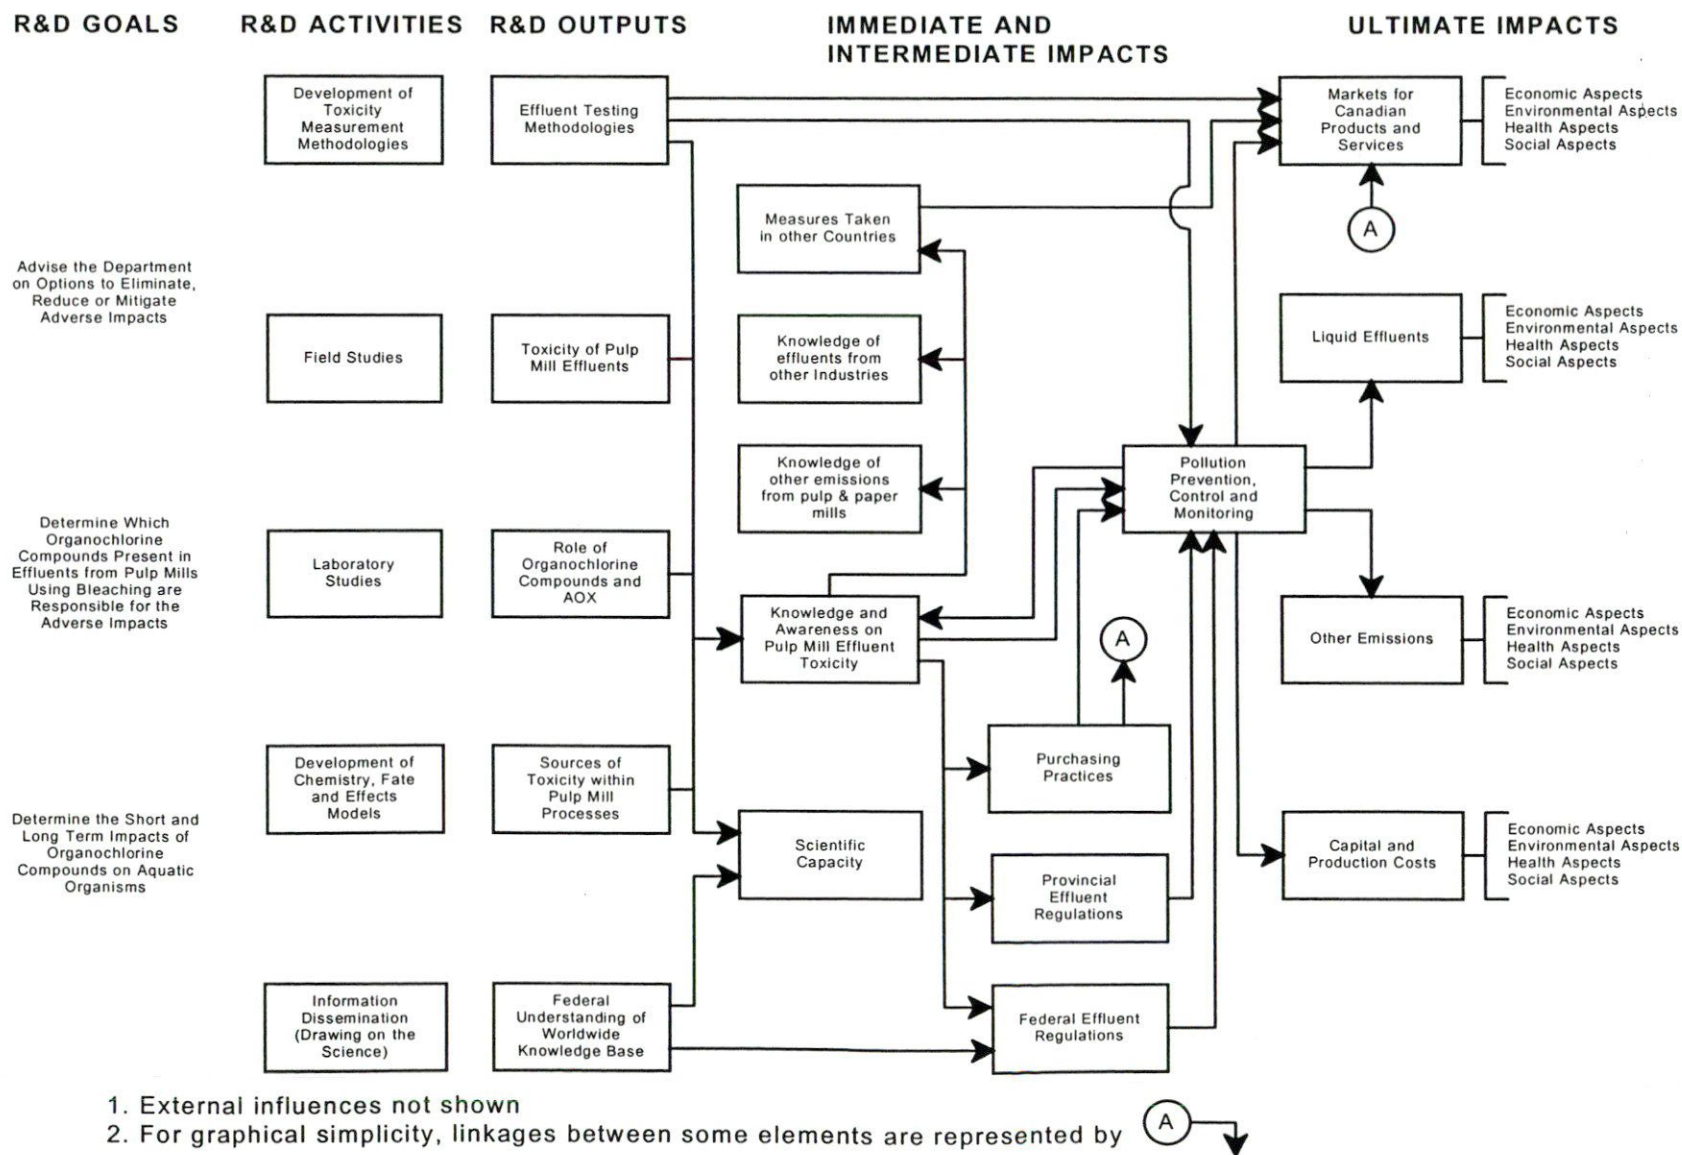 R&D GOALS
R&D ACTIVITIES
R&D OUTPUTS
IMMEDIATE AND
INTERMEDIATE IMPACTS
ULTIMATE IMPACTS
Advise the Department
on Options to Eliminate,
Reduce or Mitigate
Adverse Impacts
Determine Which
Organochlorine
Compounds Present in
Effluents from Pulp Mills
Using Bleaching are
Responsible for the
Adverse Impacts
Determine the Short and
Long Term Impacts of
Organochlorine
Compounds on Aquatic
Organisms
Development of
Toxicity
Measurement
Methodologies
Field Studies
Laboratory
Studies
Development of
Chemistry, Fate
and Effects
Models
Information
Dissemination
(Drawing on the
Science)
Effluent Testing
Methodologies
Toxicity of Pulp
Mill Effluents
Role of
Organochlorine
Compounds and
AOX
Sources of
Toxicity within
Pulp Mill
Processes
Federal
Understanding of
Worldwide
Knowledge Base
Measures Taken
in other Countries
Knowledge of
effluents from
other Industries
Knowledge of
other emissions
from pulp & paper
mills
Knowledge and
Awareness on
Pulp Mill Effluent
Toxicity
Scientific
Capacity
A
Purchasing
Practices
Provincial
Effluent
Regulations
Federal Effluent
Regulations
Pollution
Prevention,
Control and
Monitoring
Markets for
Canadian
Products and
Services
Economic Aspects
Environmental Aspects
Health Aspects
Social Aspects
A
Liquid Effluents
Economic Aspects
Environmental Aspects
Health Aspects
Social Aspects
Other Emissions
Economic Aspects
Environmental Aspects
Health Aspects
Social Aspects
Capital and
Production Costs
Economic Aspects
Environmental Aspects
Health Aspects
Social Aspects
1. External influences not shown
2. For graphical simplicity, linkages between some elements are represented by A